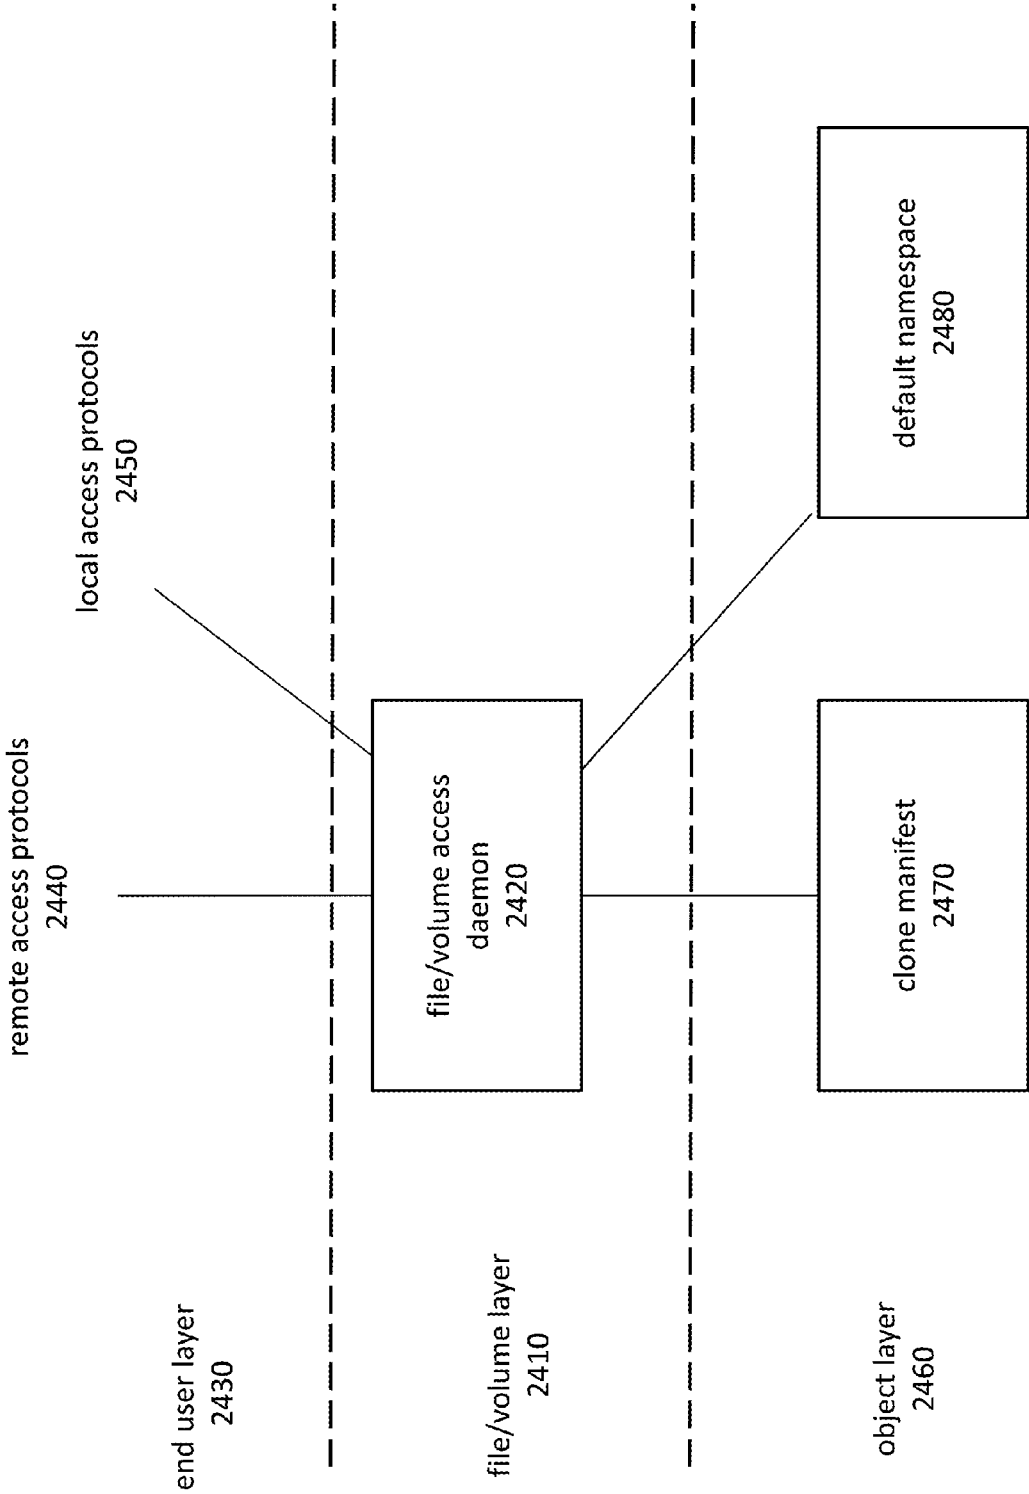 remote access protocols
2440
local access protocols
2450
end user layer
2430
file/volume access
daemon
2420
file/volume layer
2410
clone manifest
2470
default namespace
2480
object layer
2460